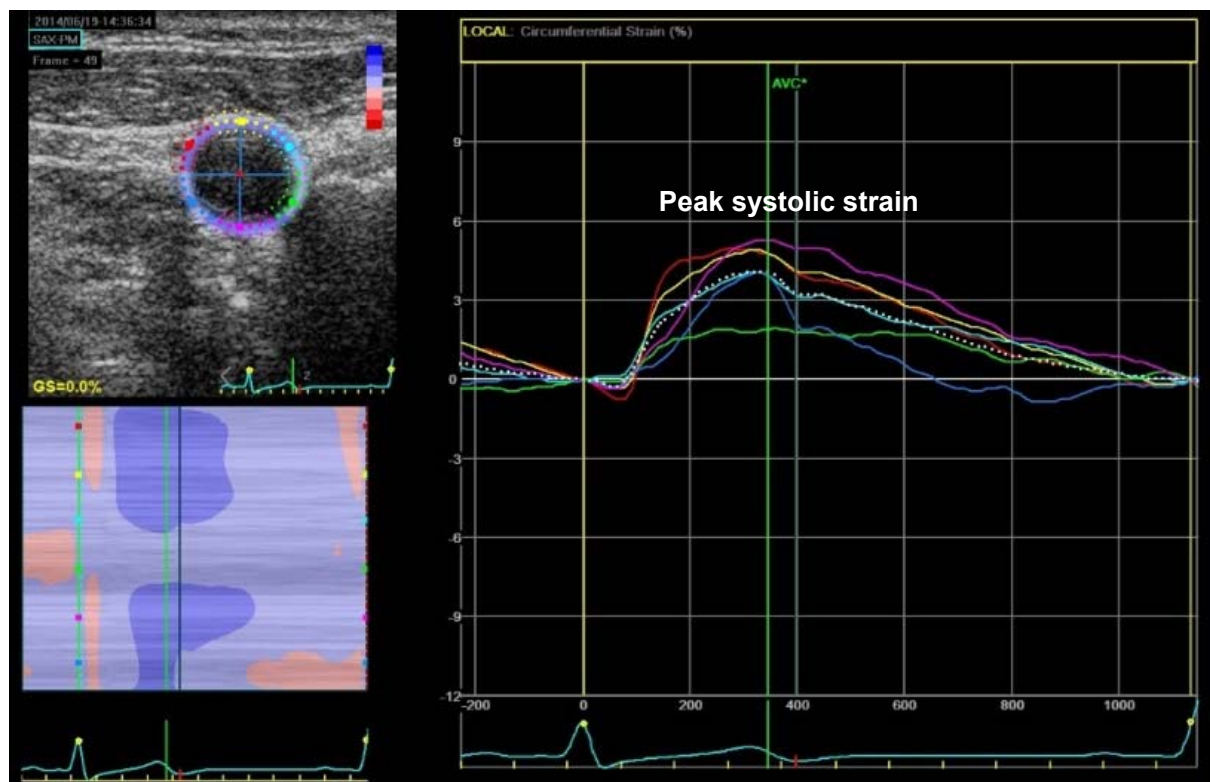 2014/06/19-14:36:34
SAX-PM
Frame = 49
GS=0.0%
LOCAL: Circumferential Strain (%)
AVC*
Peak systolic strain
9
6
3
0
-3
-6
-9
-12
-200
0
200
400
600
800
1000